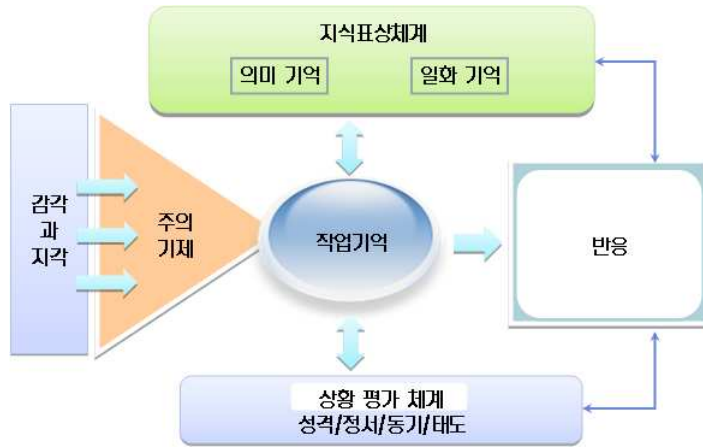 지식표상체계
의미 기억
일화 기억
감각
과
지각
주의
기제
작업기억
반응
상황 평가 체계
성격/정서/동기/태도